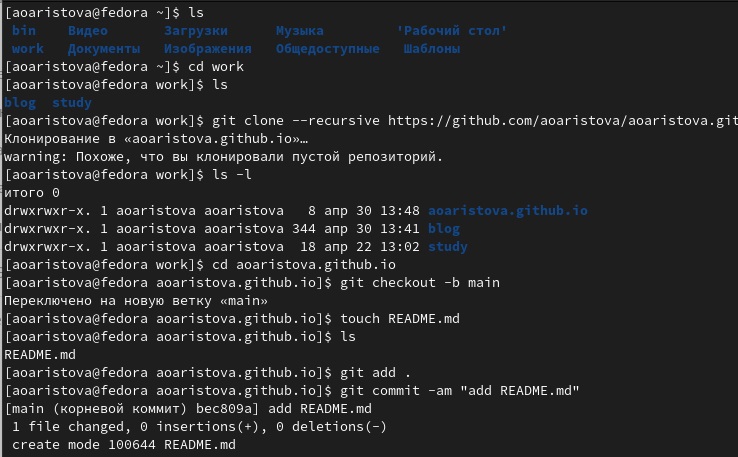 [aoaristova@fedora ~]$ ls
bin Видео Загрузки Музыка 'Рабочий стол'
work Документы Изображения Общедоступные Шаблоны
[aoaristova@fedora ~]$ cd work
[aoaristova@fedora work]$ ls
blog study
[aoaristova@fedora work]$ git clone --recursive https://github.com/aoaristova/aoaristova.git
Клонирование в «aoaristova.github.io»…
warning: Похоже, что вы клонировали пустой репозиторий.
[aoaristova@fedora work]$ ls -l
итого 0
drwxrwxr-x. 1 aoaristova aoaristova 8 апр 30 13:48 aoaristova.github.io
drwxrwxr-x. 1 aoaristova aoaristova 344 апр 30 13:41 blog
drwxrwxr-x. 1 aoaristova aoaristova 18 апр 22 13:02 study
[aoaristova@fedora work]$ cd aoaristova.github.io
[aoaristova@fedora aoaristova.github.io]$ git checkout -b main
Переключено на новую ветку «main»
[aoaristova@fedora aoaristova.github.io]$ touch README.md
[aoaristova@fedora aoaristova.github.io]$ ls
README.md
[aoaristova@fedora aoaristova.github.io]$ git add .
[aoaristova@fedora aoaristova.github.io]$ git commit -am "add README.md"
[main (корневой коммит) bec809a] add README.md
1 file changed, 0 insertions(+), 0 deletions(-)
create mode 100644 README.md